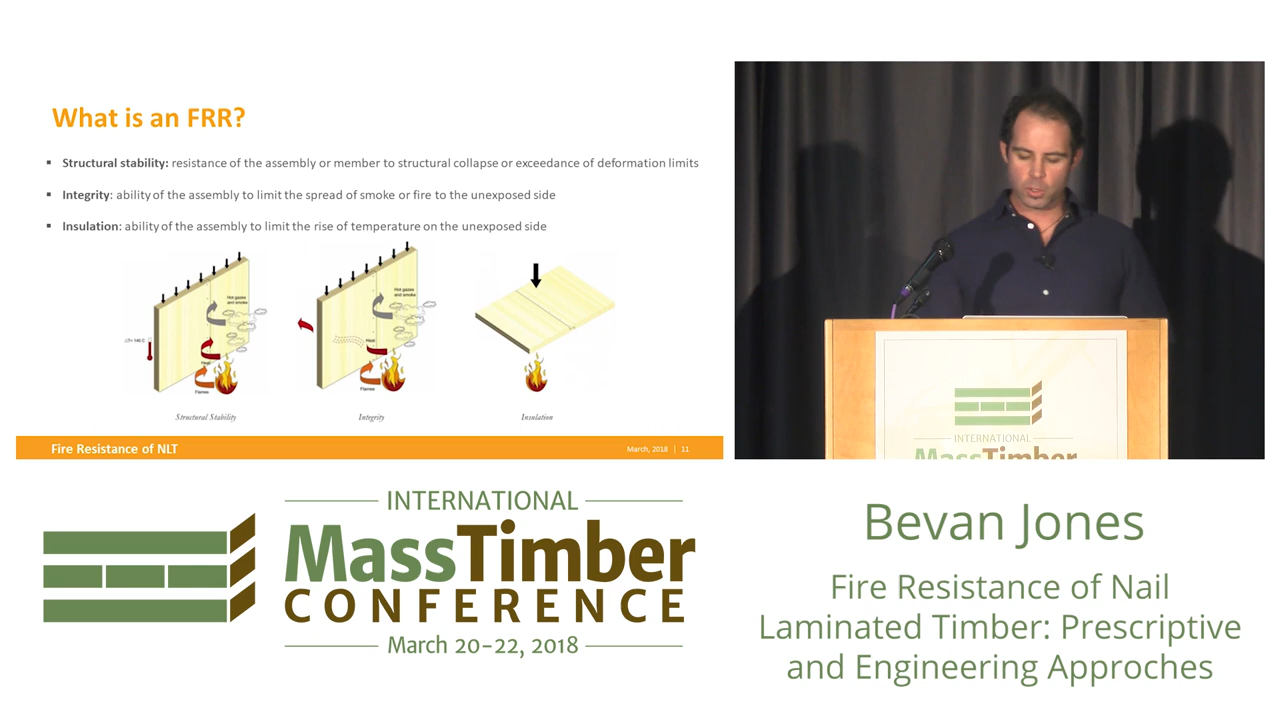 What is an FRR?
Structural stability: resistance of the assembly or member to structural collapse or exceedance of deformation limits
Integrity: ability of the assembly to limit the spread of smoke or fire to the unexposed side
Insulation: ability of the assembly to limit the rise of temperature on the unexposed side
Hot gazes
and smoke
Flames
Hot gazes
and smoke
Heat
Flames
Structural Stability
Integrity
Insulation
Fire Resistance of NLT
March, 2018 | 11
INTERNATIONAL
MassTimber
INTERNATIONAL
MassTimber
CONFERENCE
March 20-22, 2018
Bevan Jones
Fire Resistance of Nail
Laminated Timber: Prescriptive
and Engineering Approches